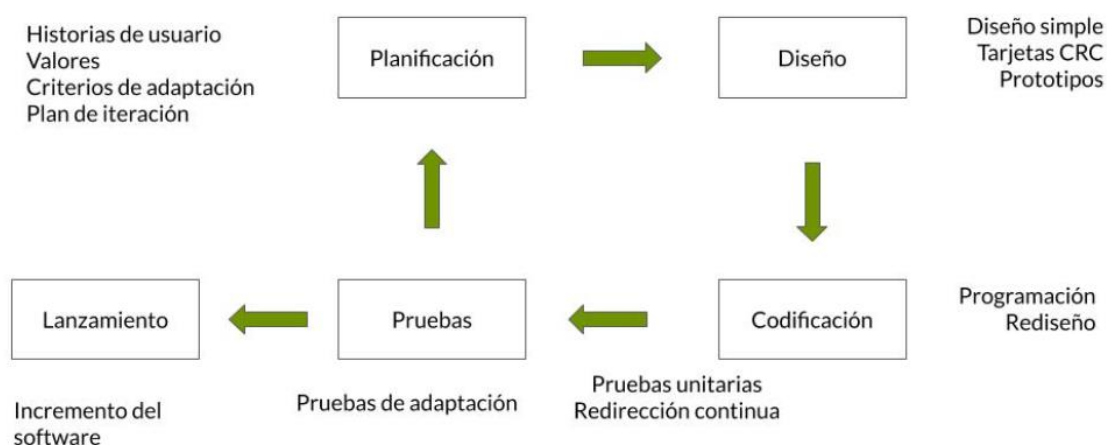 Historias de usuario
Valores
Criterios de adaptación
Plan de iteración
Planificación
Diseño
Diseño simple
Tarjetas CRC
Prototipos
Lanzamiento
Pruebas
Codificación
Programación
Rediseño
Incremento del
software
Pruebas de adaptación
Pruebas unitarias
Redirección continua